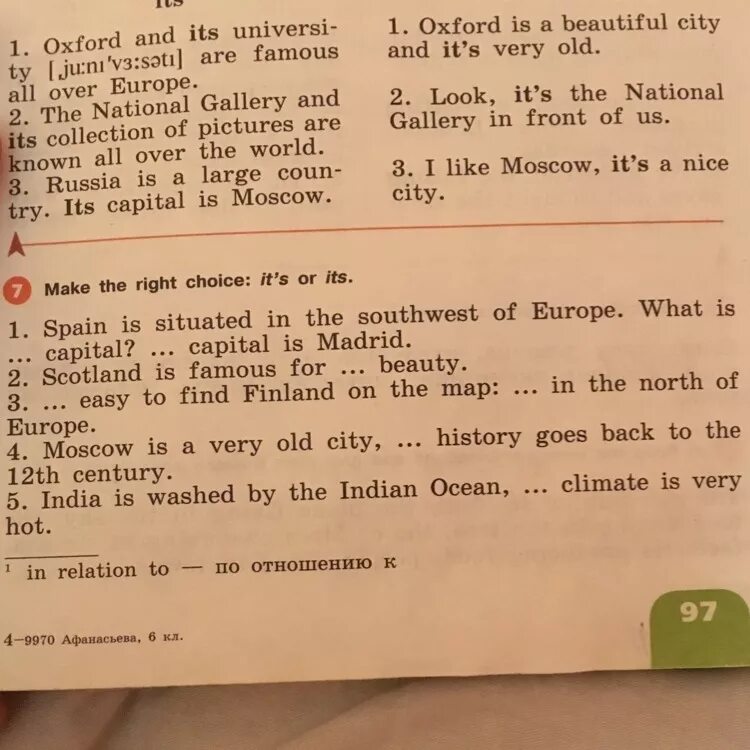 its
1. Oxford and its universi-
ty [ˌjuːnɪˈvɜːsətɪ] are famous
all over Europe.
2. The National Gallery and
its collection of pictures are
known all over the world.
3. Russia is a large coun-
try. Its capital is Moscow.
1. Oxford is a beautiful city
and it's very old.
2. Look, it's the National
Gallery in front of us.
3. I like Moscow, it's a nice
city.
7 Make the right choice: it's or its.
1. Spain is situated in the southwest of Europe. What is
... capital? ... capital is Madrid.
2. Scotland is famous for ... beauty.
3. ... easy to find Finland on the map: ... in the north of
Europe.
4. Moscow is a very old city, ... history goes back to the
12th century.
5. India is washed by the Indian Ocean, ... climate is very
hot.
1 in relation to — по отношению к
97
4—9970 Афанасьева, 6 кл.